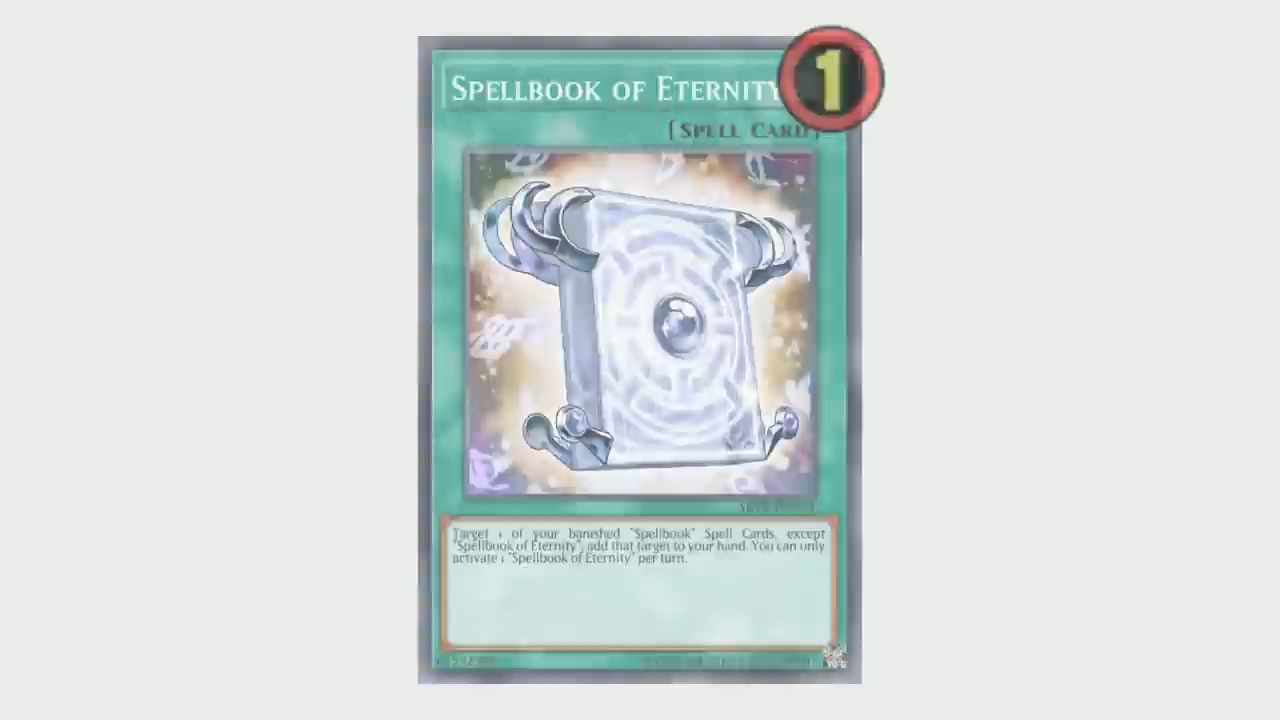 SPELLBOOK OF ETERNITY
1
[SPELL CARD]
Target 1 of your banished "Spellbook" Spell Cards, except
"Spellbook of Eternity"; add that target to your hand. You can only
activate 1 "Spellbook of Eternity" per turn.